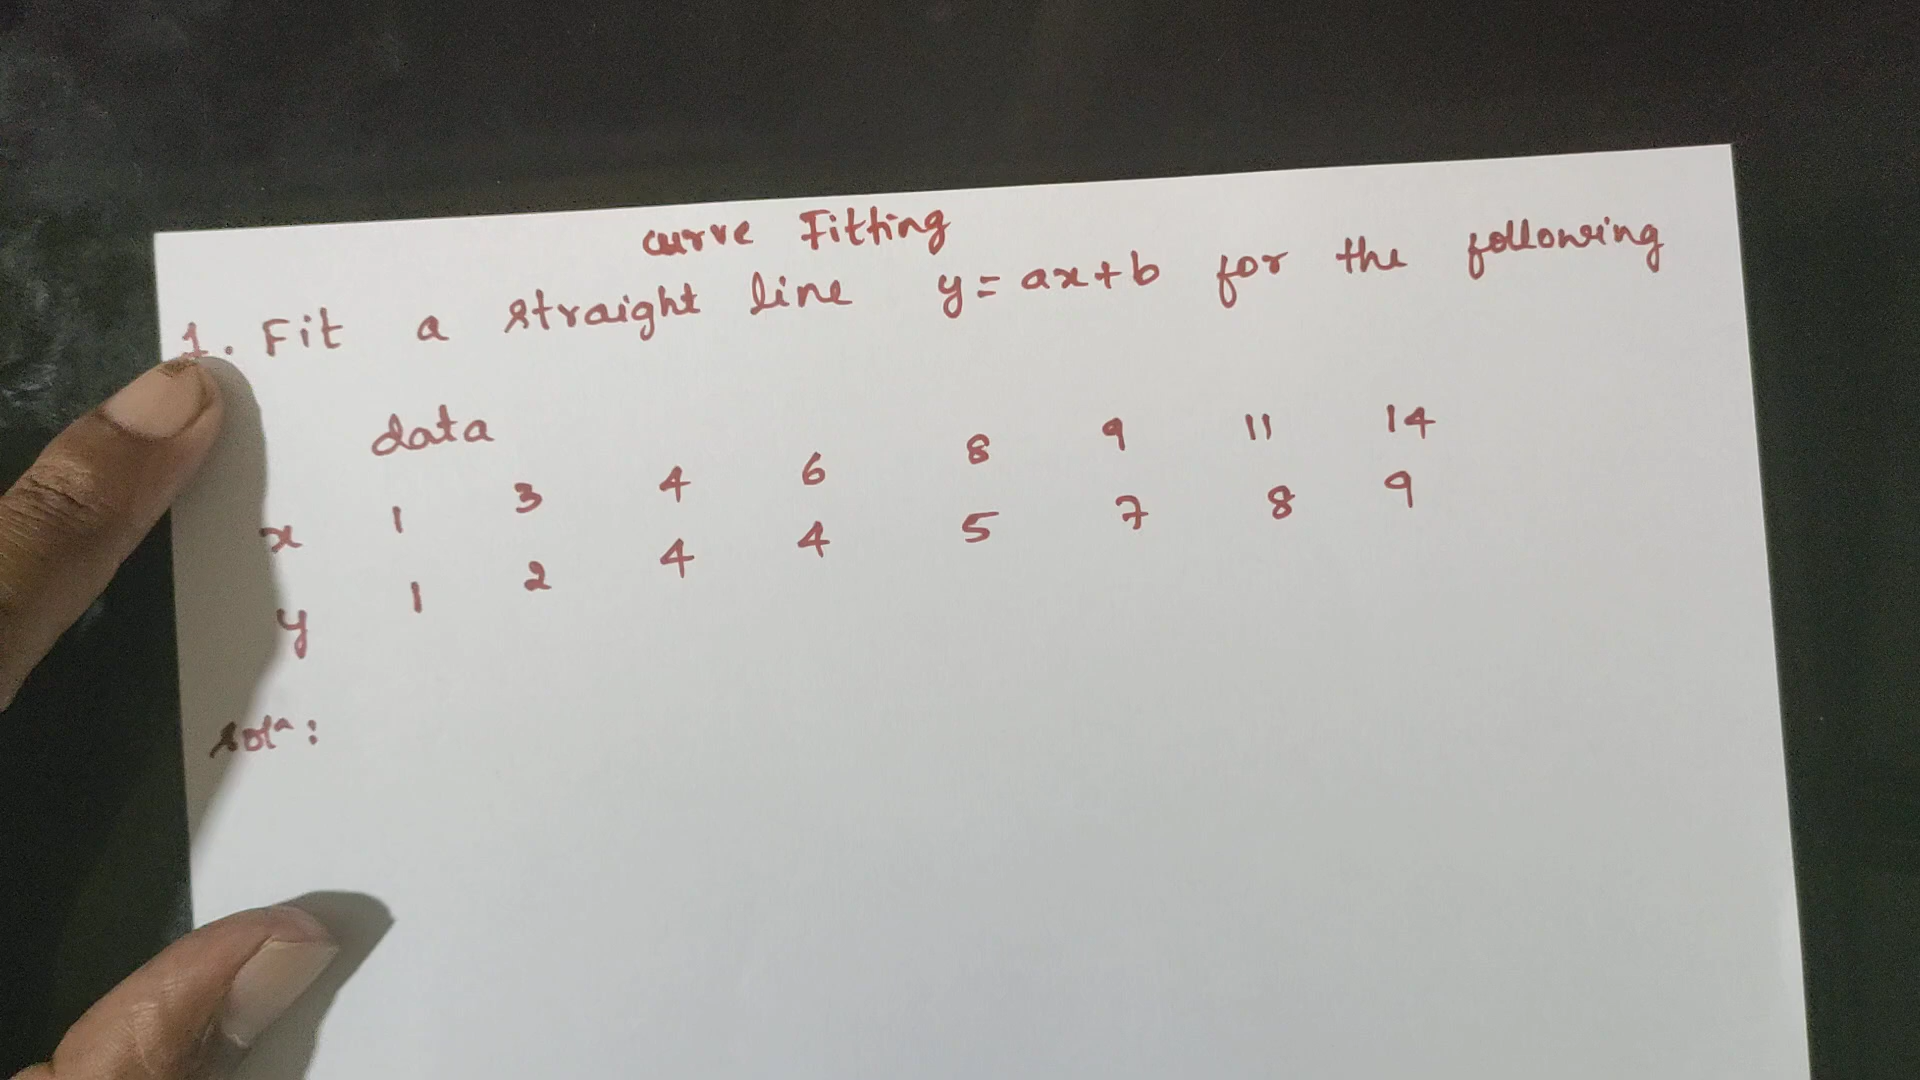 curve Fitting
1. Fit a straight line y = ax + b for the following
data
x 1 3 4 6 8 9 11 14
y 1 2 4 4 5 7 8 9
soln :